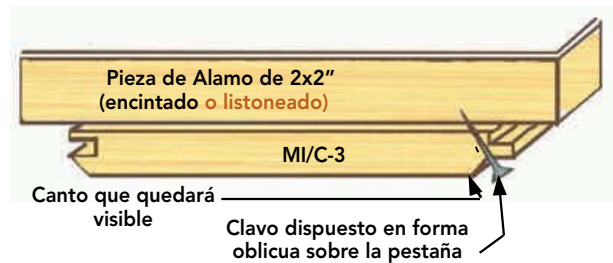 Pieza de Alamo de 2x2"
(encintado o listoneado)
MI/C-3
Canto que quedará
visible
Clavo dispuesto en forma
oblicua sobre la pestaña